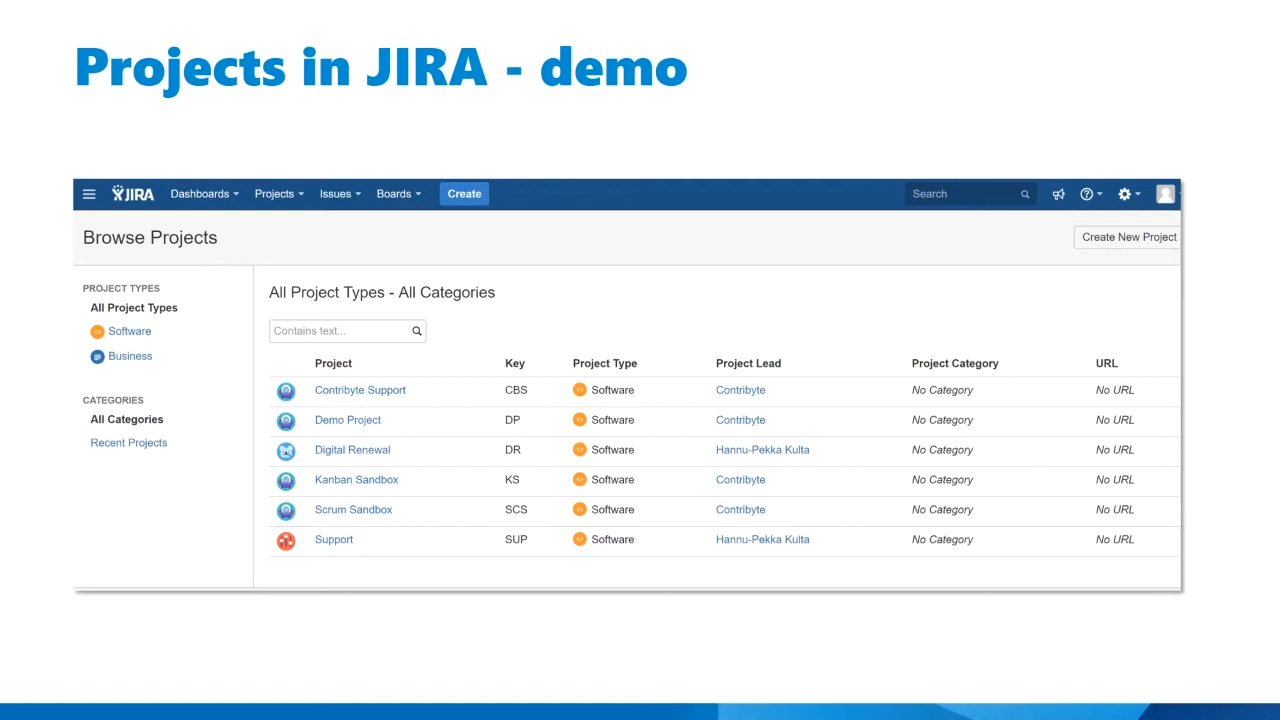 Projects in JIRA - demo
JIRA Dashboards Projects Issues Boards Create Search
Browse Projects
Create New Project
PROJECT TYPES
All Project Types
Software
Business
CATEGORIES
All Categories
Recent Projects
All Project Types - All Categories
Contains text...
Project Key Project Type Project Lead Project Category URL
Contribyte Support CBS Software Contribyte No Category No URL
Demo Project DP Software Contribyte No Category No URL
Digital Renewal DR Software Hannu-Pekka Kulta No Category No URL
Kanban Sandbox KS Software Contribyte No Category No URL
Scrum Sandbox SCS Software Contribyte No Category No URL
Support SUP Software Hannu-Pekka Kulta No Category No URL